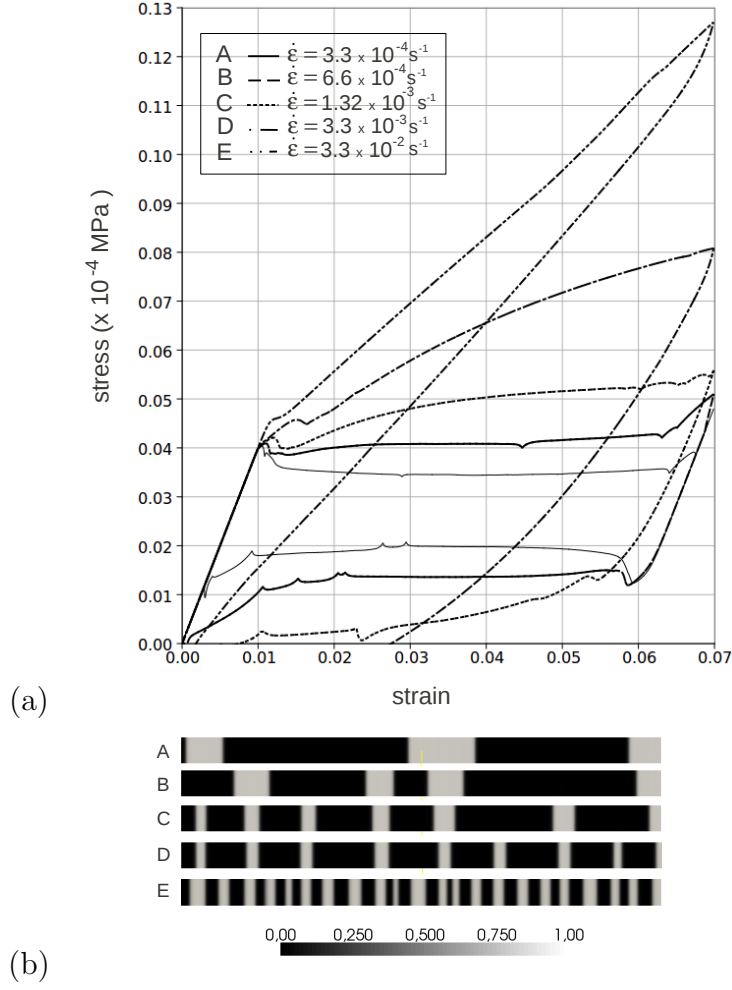 0.13
0.12
0.11
0.10
0.09
0.08
0.07
0.06
0.05
0.04
0.03
0.02
0.01
0.00
stress (x 10⁻⁴ MPa )
A ε̇ = 3.3 x 10⁻⁴s⁻¹
B ε̇ = 6.6 x 10⁻⁴s⁻¹
C ε̇ = 1.32 x 10⁻³s⁻¹
D ε̇ = 3.3 x 10⁻³s⁻¹
E ε̇ = 3.3 x 10⁻²s⁻¹
0.00 0.01 0.02 0.03 0.04 0.05 0.06 0.07
strain
(a)
A
B
C
D
E
0,00 0,250 0,500 0,750 1,00
(b)